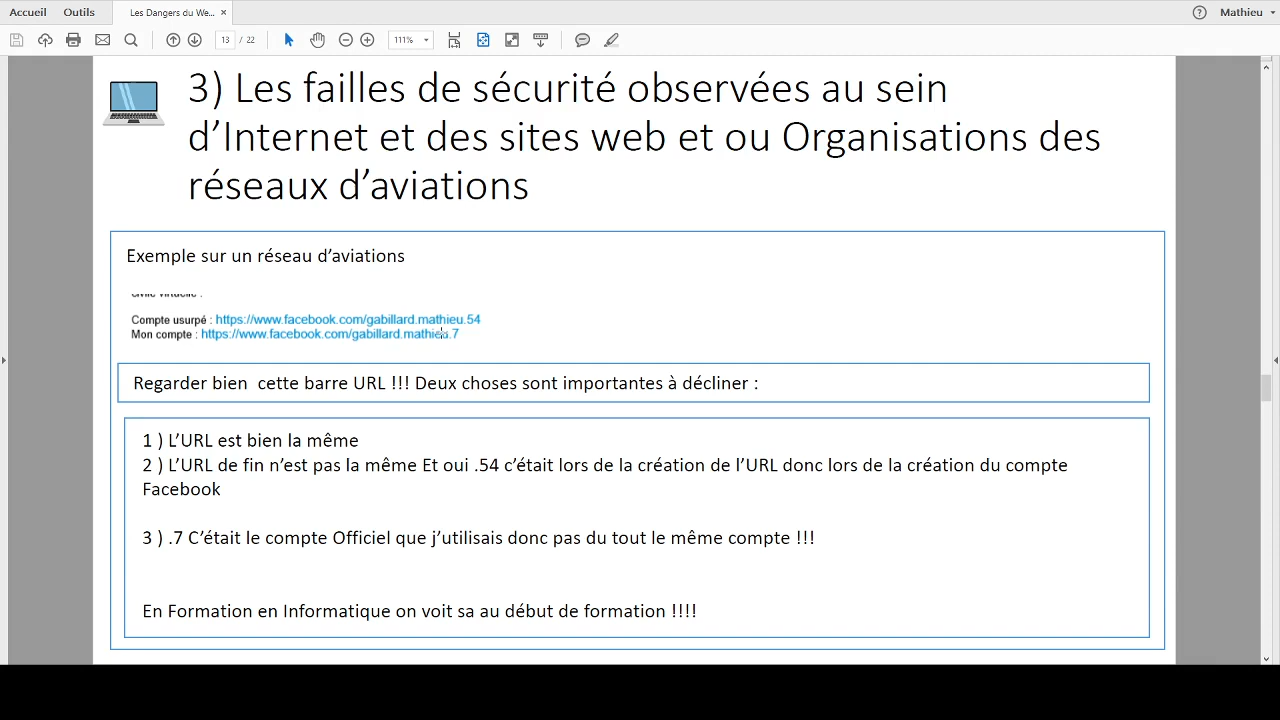 Accueil
Outils
Les Dangers du We...
Mathieu
13 / 22
111%
3) Les failles de sécurité observées au sein
d’Internet et des sites web et ou Organisations des
réseaux d’aviations
Exemple sur un réseau d’aviations
civile virtuelle :
Compte usurpé : https://www.facebook.com/gabillard.mathieu.54
Mon compte : https://www.facebook.com/gabillard.mathieu.7
Regarder bien  cette barre URL !!! Deux choses sont importantes à décliner :
1 ) L’URL est bien la même
2 ) L’URL de fin n’est pas la même Et oui .54 c’était lors de la création de l’URL donc lors de la création du compte
Facebook
3 ) .7 C’était le compte Officiel que j’utilisais donc pas du tout le même compte !!!
En Formation en Informatique on voit sa au début de formation !!!!